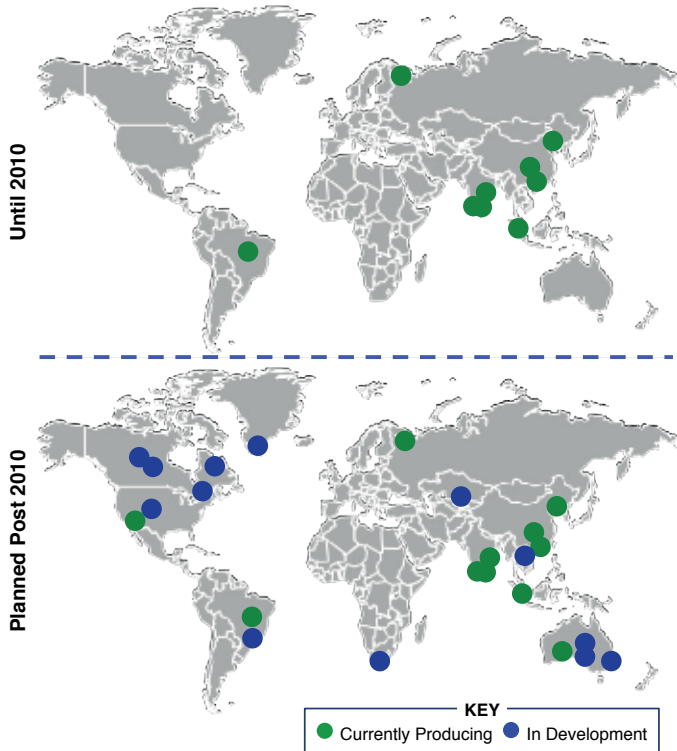 Until 2010
Planned Post 2010
KEY
Currently Producing In Development